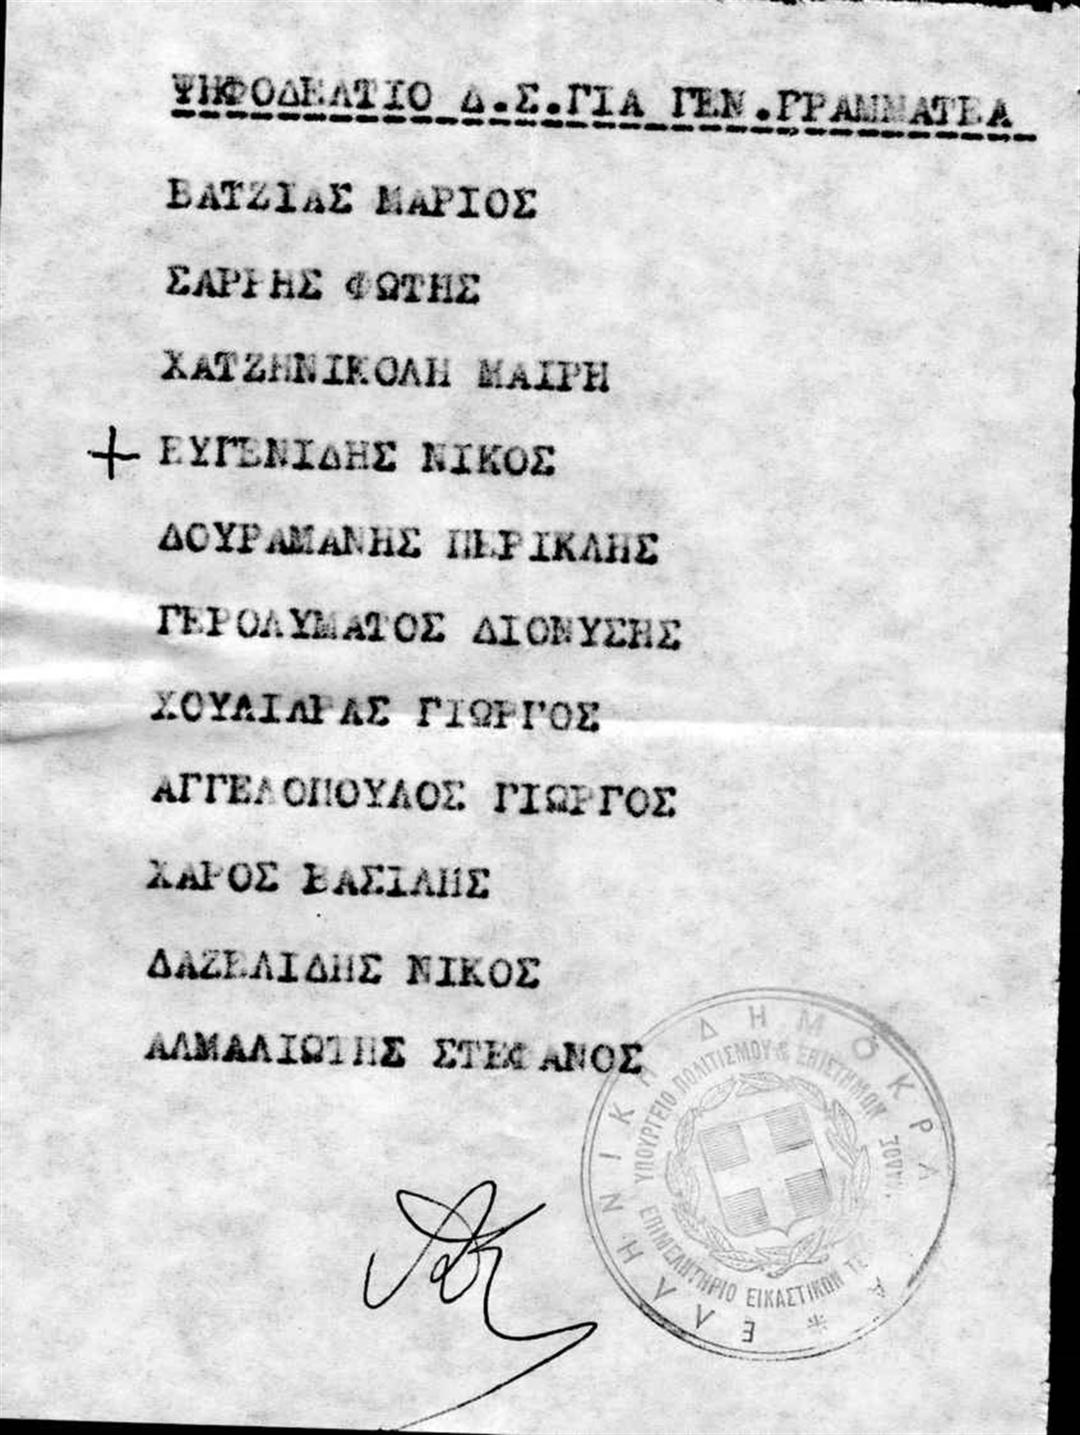 ΨΗΦΟΔΕΛΤΙΟ Δ.Σ.ΓΙΑ ΓΕΝ.ΓΡΑΜΜΑΤΕΑ
ΒΑΤΖΙΑΣ ΜΑΡΙΟΣ
ΣΑΡΡΗΣ ΦΩΤΗΣ
ΧΑΤΖΗΝΙΚΟΛΗ ΜΑΙΡΗ
+ ΕΥΓΕΝΙΔΗΣ ΝΙΚΟΣ
ΔΟΥΡΑΜΑΝΗΣ ΠΕΡΙΚΛΗΣ
ΓΕΡΟΛΥΜΑΤΟΣ ΔΙΟΝΥΣΗΣ
ΧΟΥΛΙΑΡΑΣ ΓΙΩΡΓΟΣ
ΑΓΓΕΛΟΠΟΥΛΟΣ ΓΙΩΡΓΟΣ
ΧΑΡΟΣ ΒΑΣΙΛΗΣ
ΔΑΖΕΛΙΔΗΣ ΝΙΚΟΣ
ΑΛΜΑΛΙΩΤΗΣ ΣΤΕΦΑΝΟΣ
ΕΛΛΗΝΙΚΗ ΔΗΜΟΚΡΑΤΙΑ
ΥΠΟΥΡΓΕΙΟ ΠΟΛΙΤΙΣΜΟΥ & ΕΠΙΣΤΗΜΩΝ
ΕΠΙΜΕΛΗΤΗΡΙΟ ΕΙΚΑΣΤΙΚΩΝ